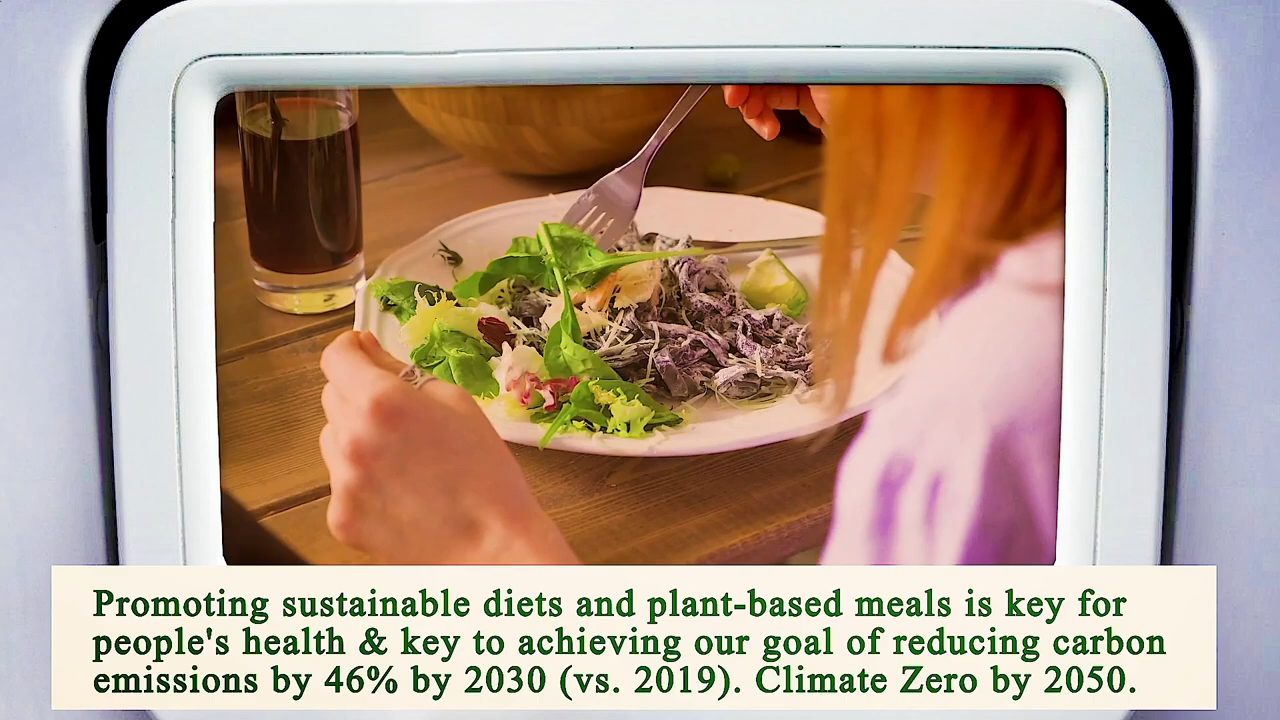 Promoting sustainable diets and plant-based meals is key for
people's health & key to achieving our goal of reducing carbon
emissions by 46% by 2030 (vs. 2019). Climate Zero by 2050.